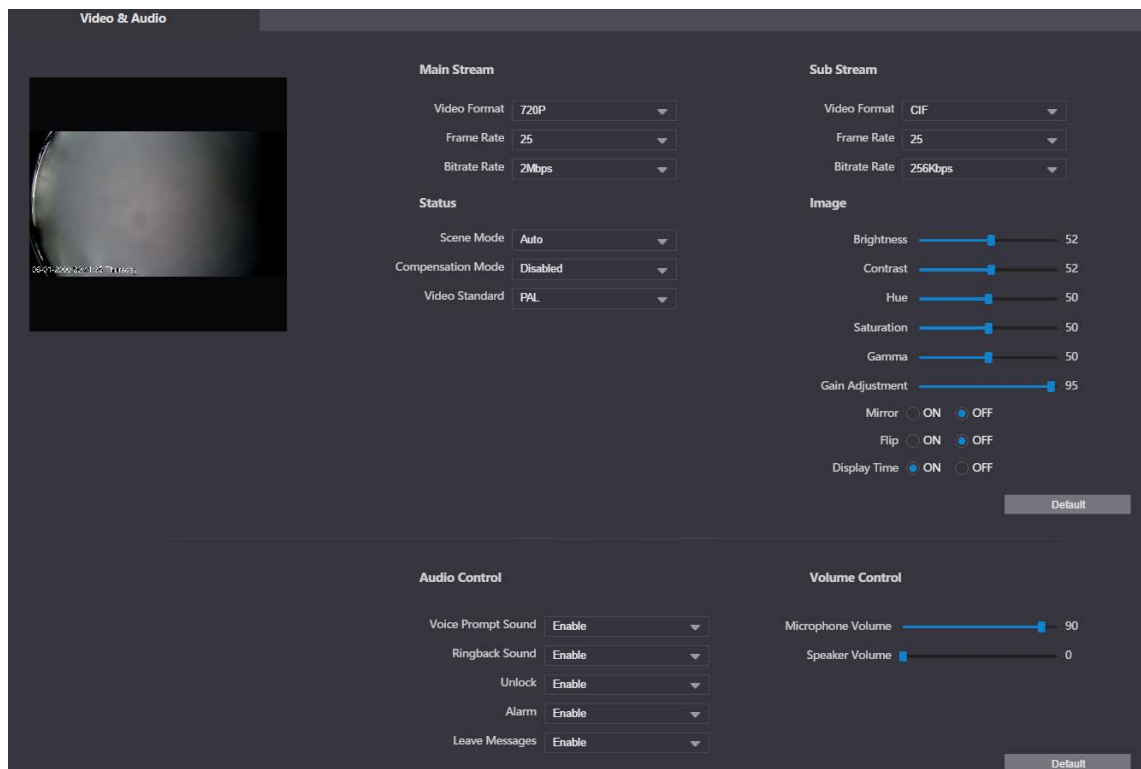 Video & Audio
Main Stream
Video Format 720P
Frame Rate 25
Bitrate Rate 2Mbps
Status
Scene Mode Auto
Compensation Mode Disabled
Video Standard PAL
Sub Stream
Video Format CIF
Frame Rate 25
Bitrate Rate 256Kbps
Image
Brightness 52
Contrast 52
Hue 50
Saturation 50
Gamma 50
Gain Adjustment 95
Mirror ON OFF
Flip ON OFF
Display Time ON OFF
Default
Audio Control
Voice Prompt Sound Enable
Ringback Sound Enable
Unlock Enable
Alarm Enable
Leave Messages Enable
Volume Control
Microphone Volume 90
Speaker Volume 0
Default